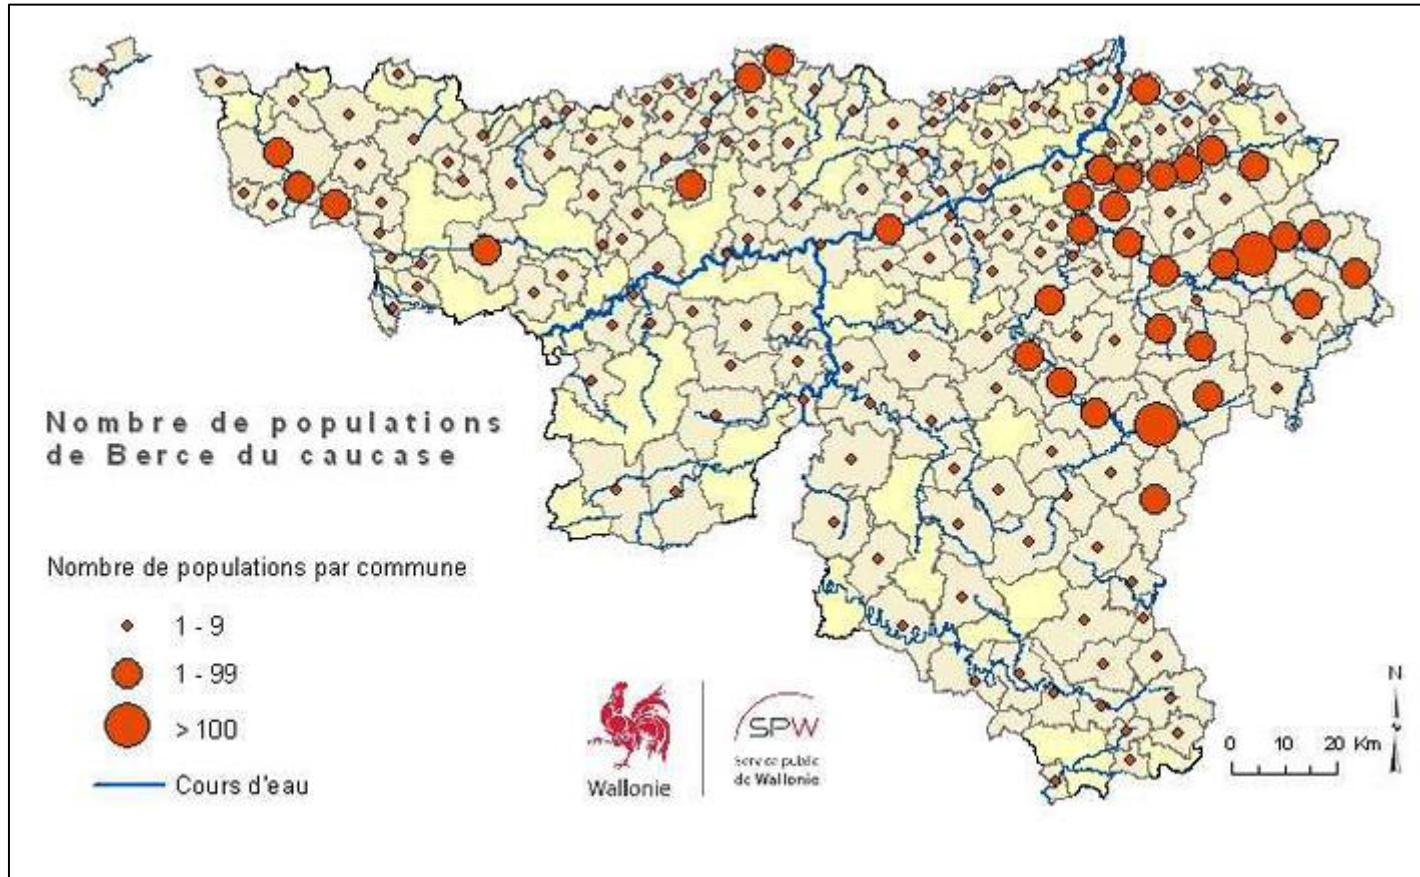 Nombre de populations
de Berce du caucase
Nombre de populations par commune
1 - 9
1 - 99
> 100
Cours d'eau
Wallonie
SPW
Service public
de Wallonie
N
0 10 20 Km